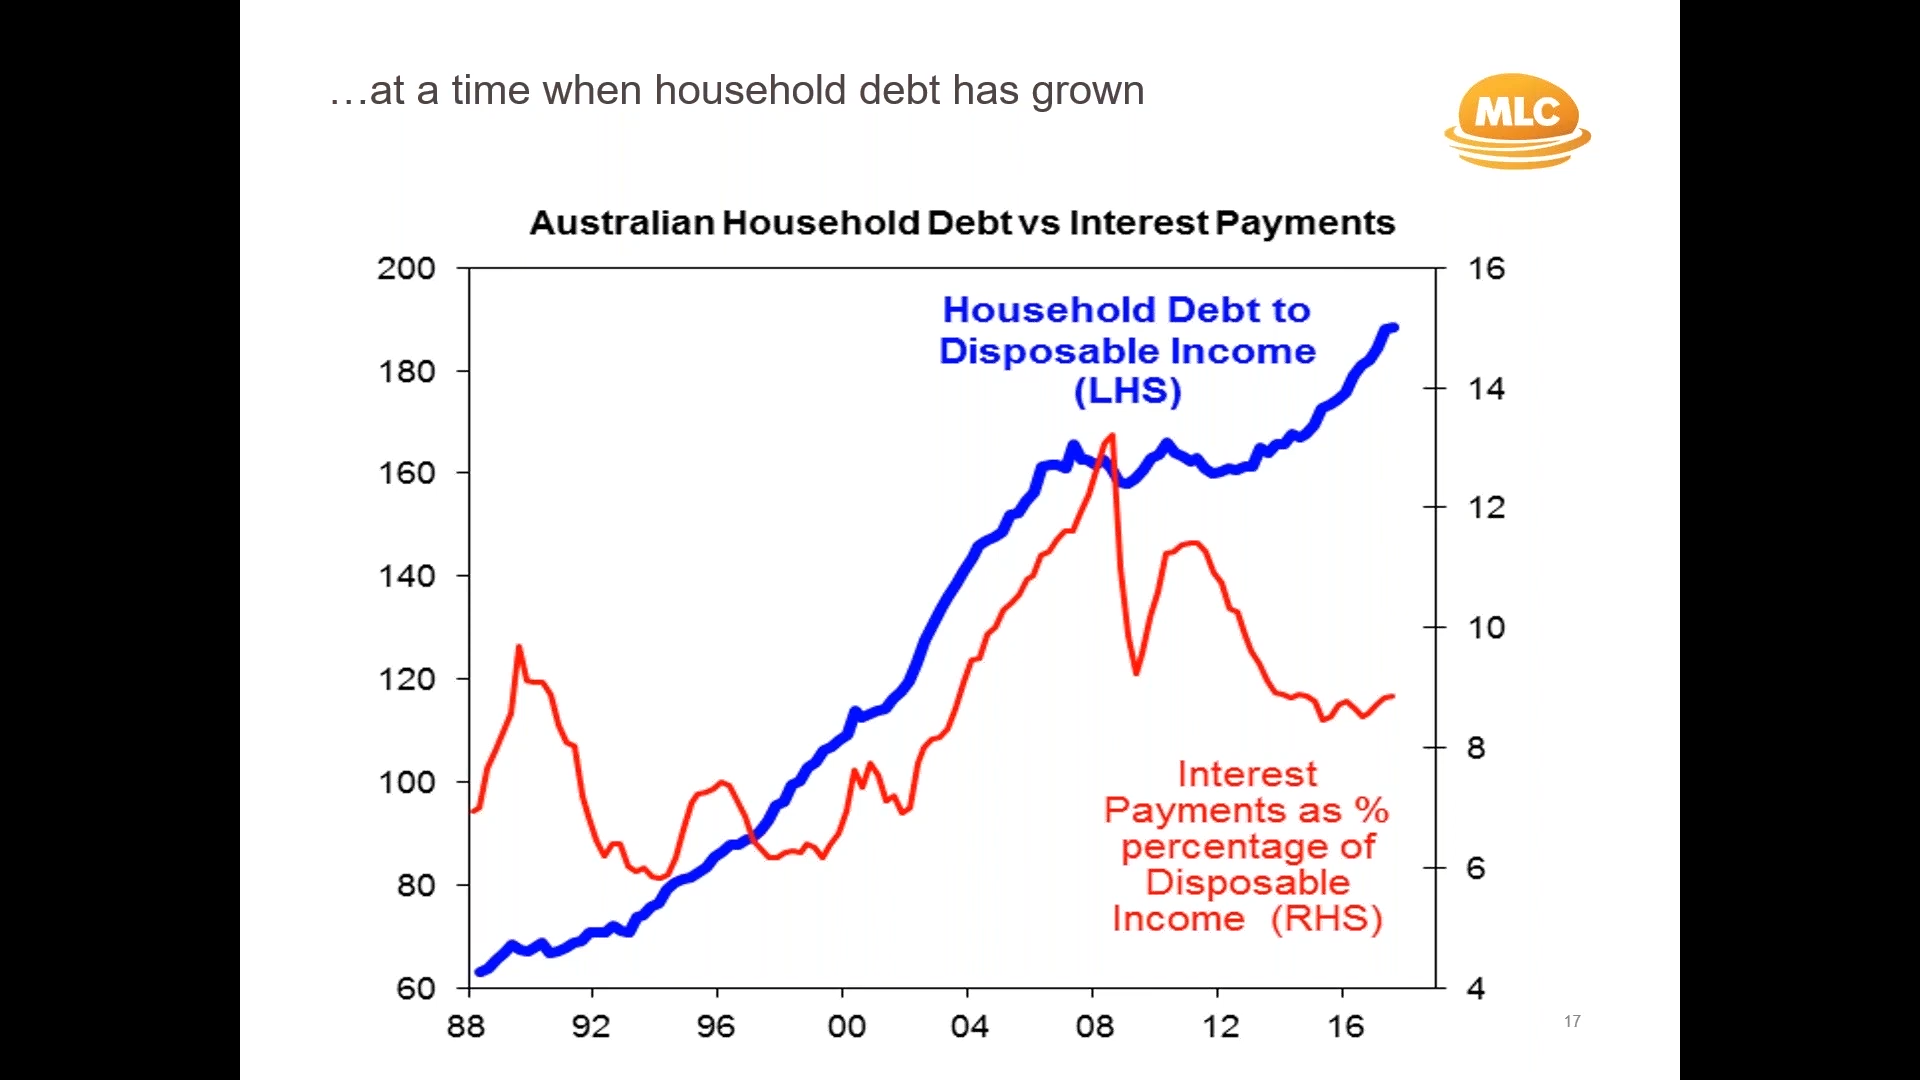 …at a time when household debt has grown
MLC
Australian Household Debt vs Interest Payments
200
180
160
140
120
100
80
60
16
14
12
10
8
6
4
Household Debt to
Disposable Income
(LHS)
Interest
Payments as %
percentage of
Disposable
Income (RHS)
88 92 96 00 04 08 12 16
17